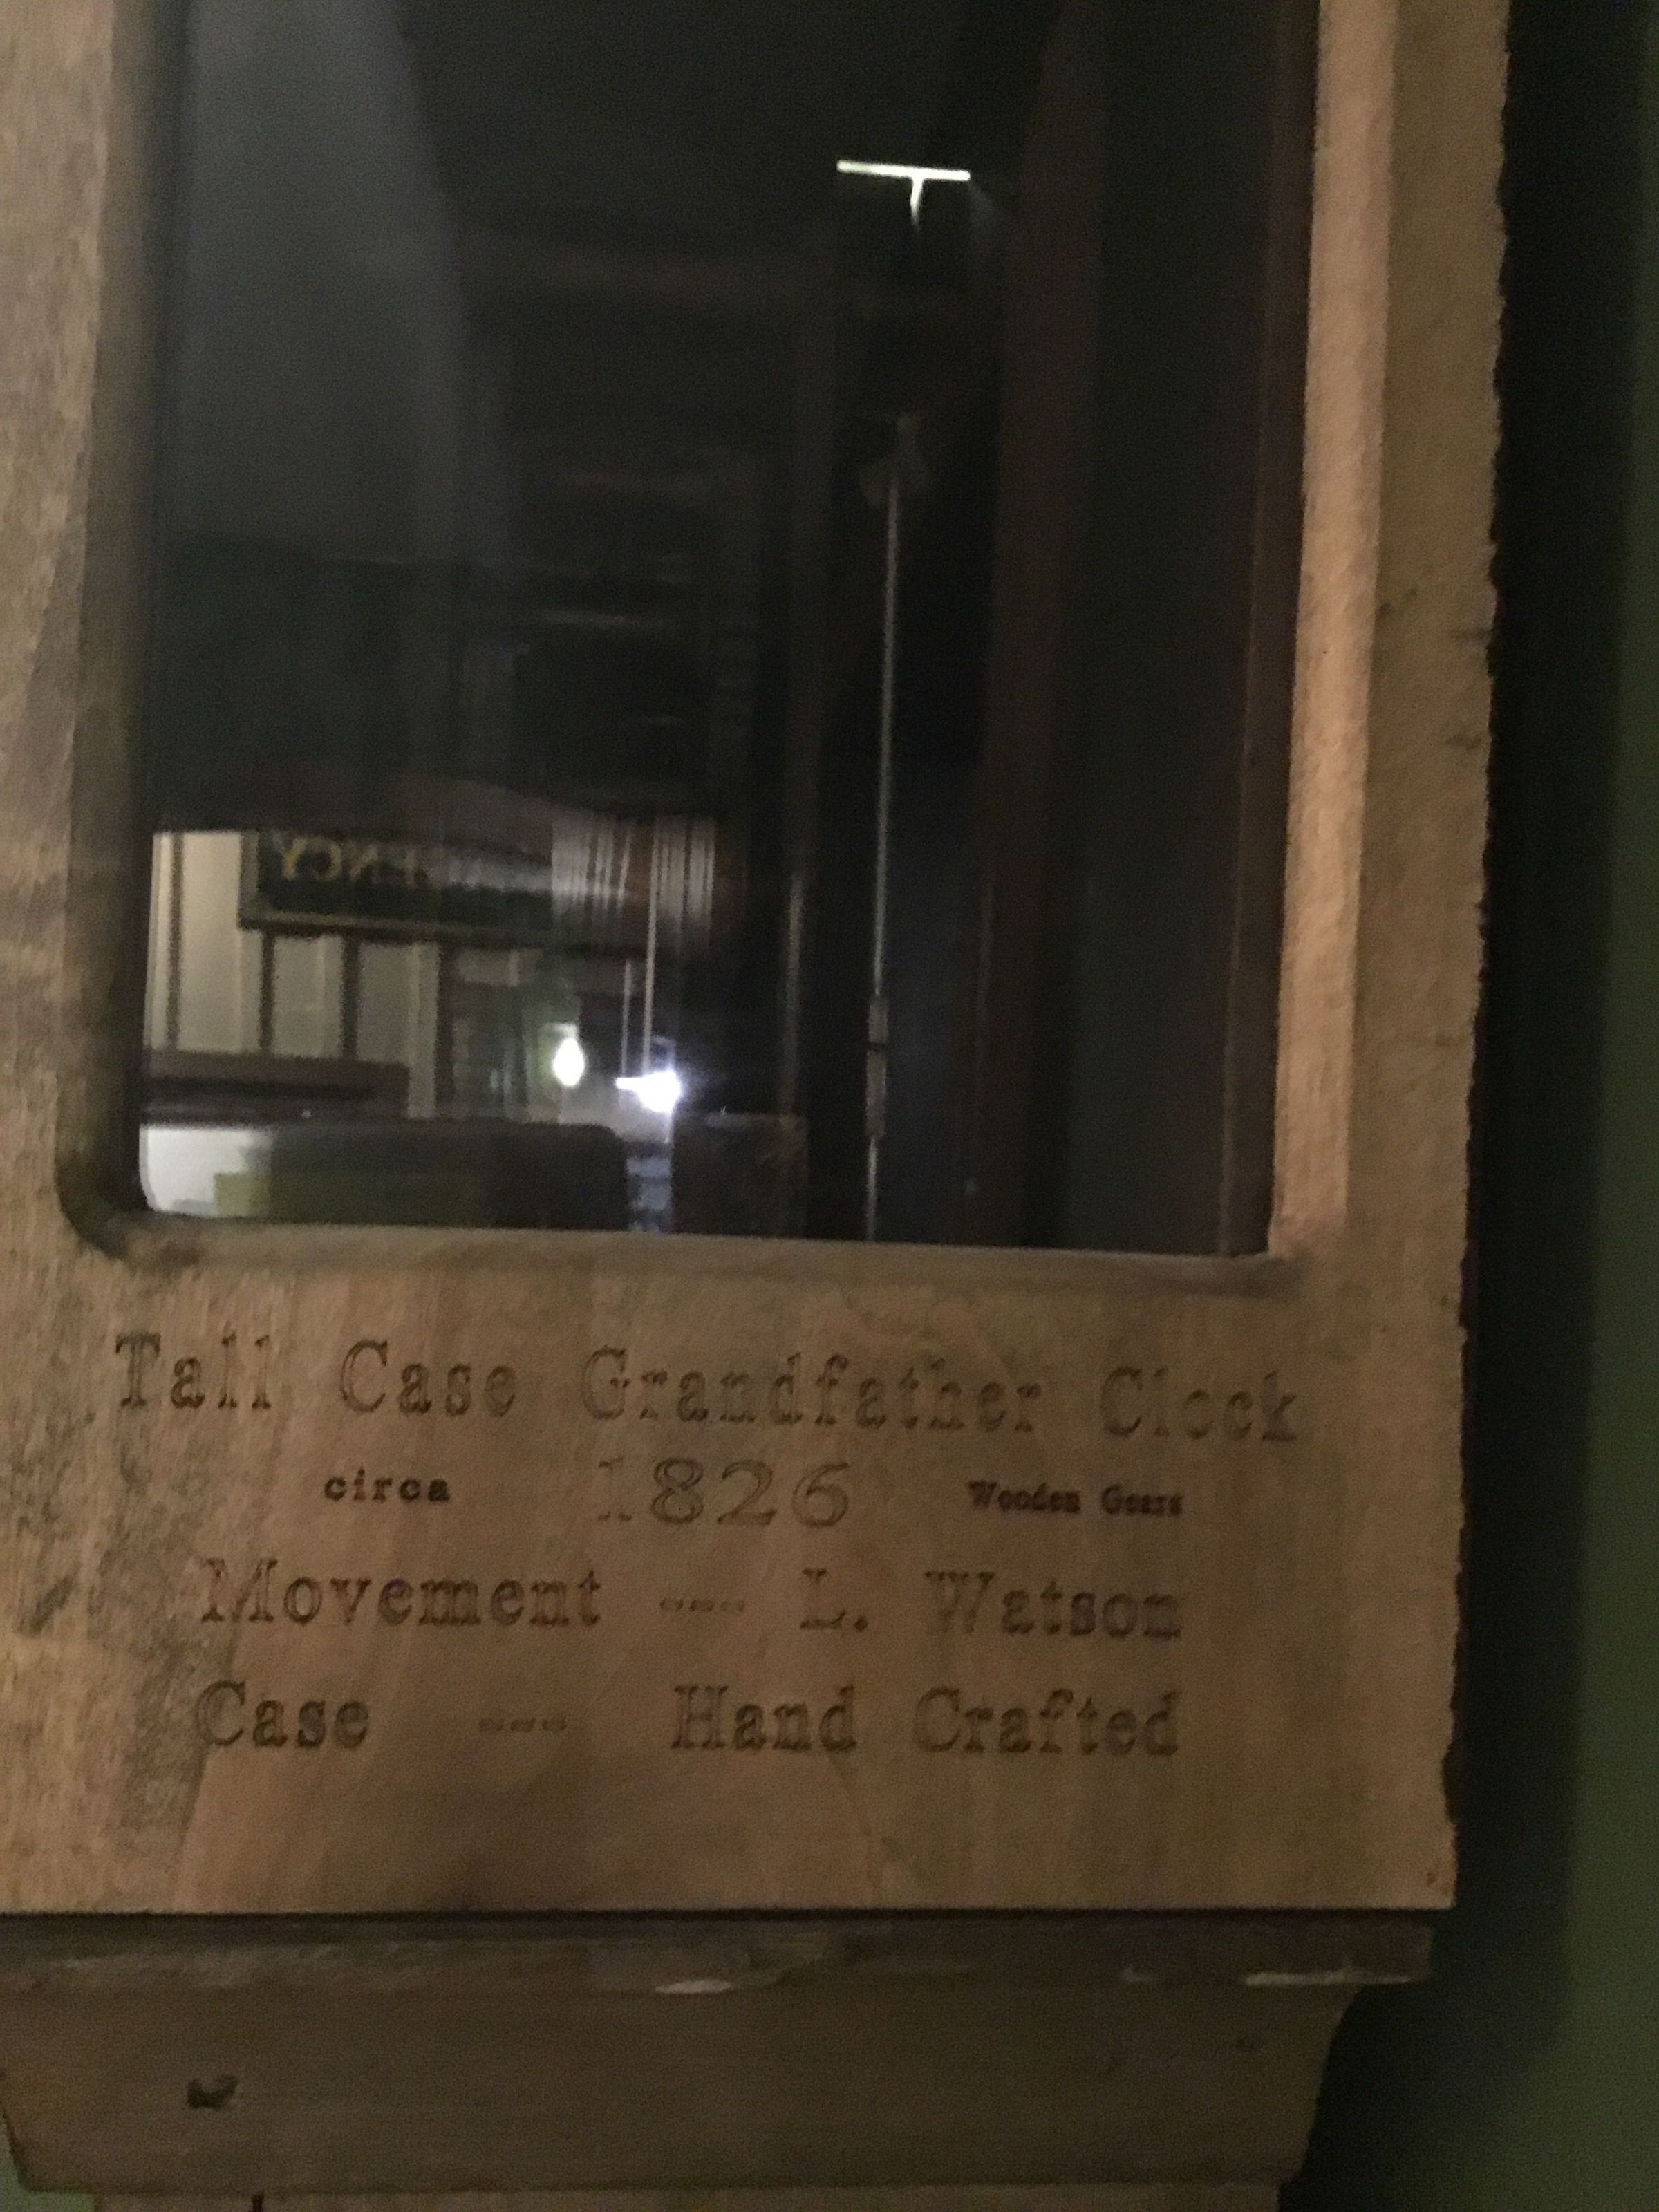 Tall Case Grandfather Clock
circa 1826 Wooden Gears
Movement --- L. Watson
Case --- Hand Crafted